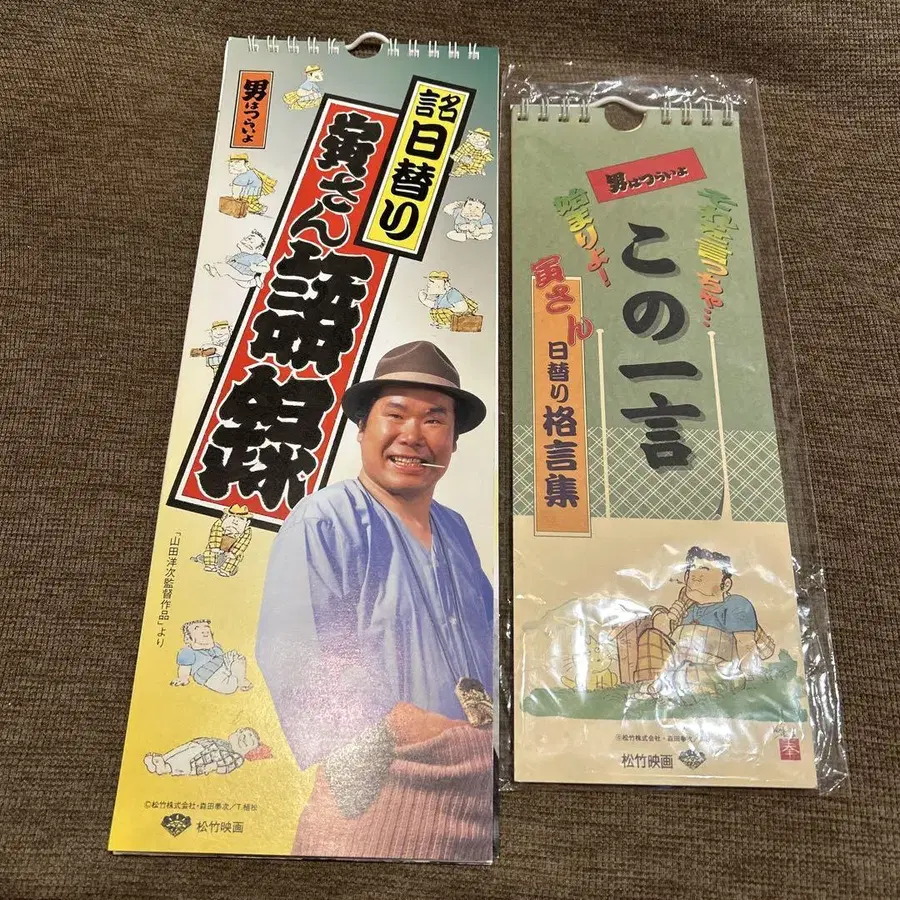 男はつらいよ
日替り
寅さん語録
「山田洋次監督作品」より
©松竹株式会社・森田拳次/T.植松
松竹映画
男はつらいよ
それを言っちゃ…
始まりよ!
この一言
寅さん
日替り格言集
松竹映画